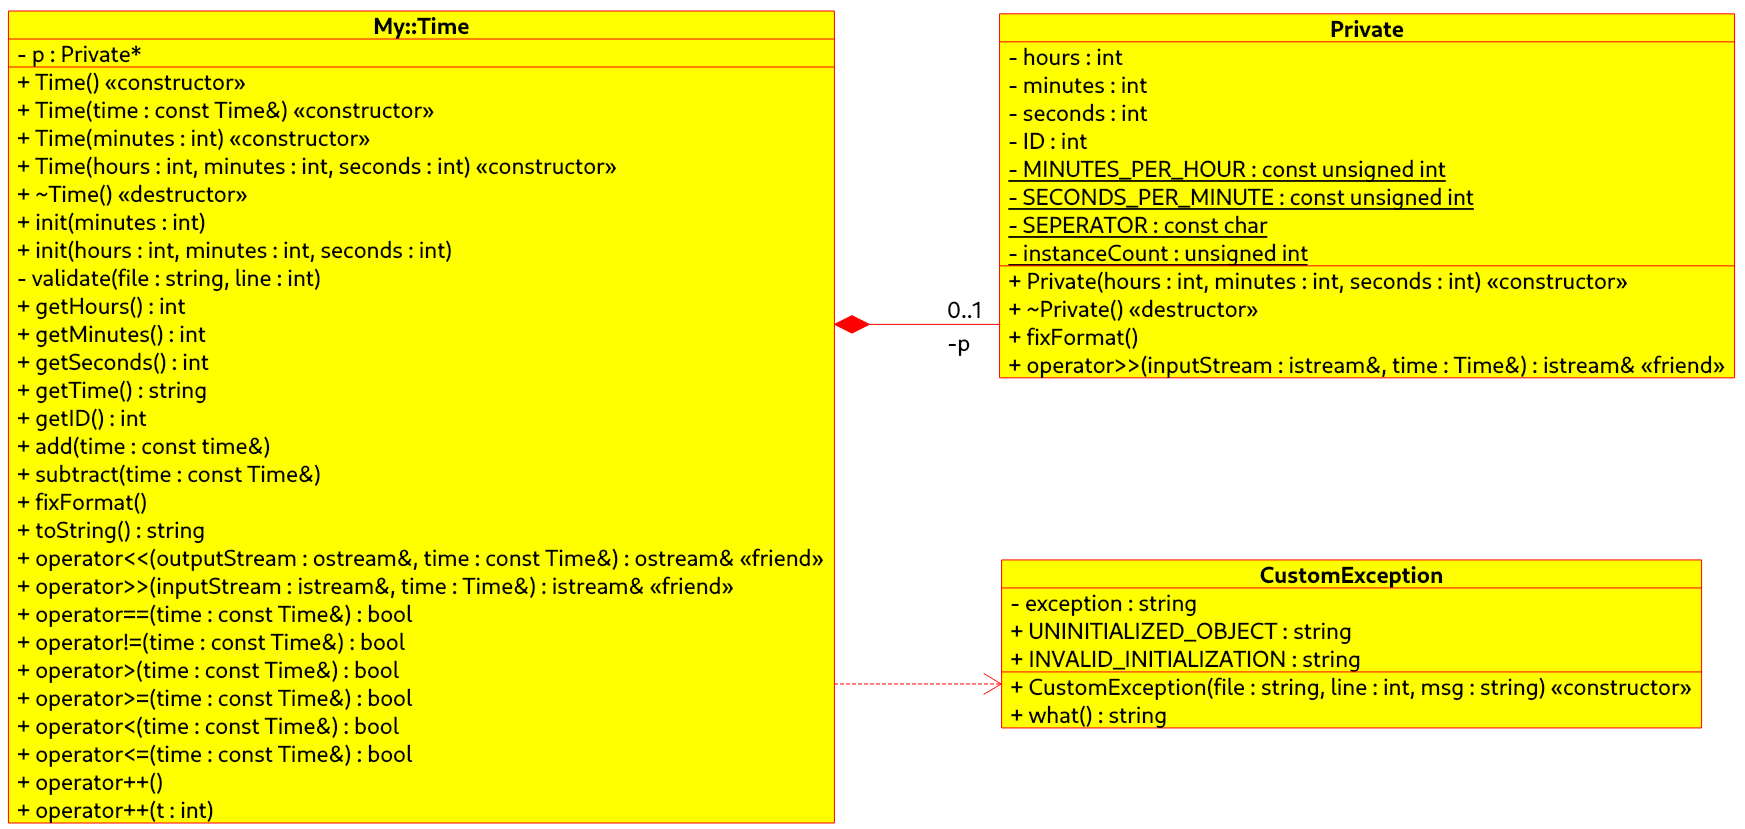 My::Time
- p : Private*
+ Time() «constructor»
+ Time(time : const Time&) «constructor»
+ Time(minutes : int) «constructor»
+ Time(hours : int, minutes : int, seconds : int) «constructor»
+ ~Time() «destructor»
+ init(minutes : int)
+ init(hours : int, minutes : int, seconds : int)
- validate(file : string, line : int)
+ getHours() : int
+ getMinutes() : int
+ getSeconds() : int
+ getTime() : string
+ getID() : int
+ add(time : const time&)
+ subtract(time : const Time&)
+ fixFormat()
+ toString() : string
+ operator<<(outputStream : ostream&, time : const Time&) : ostream& «friend»
+ operator>>(inputStream : istream&, time : Time&) : istream& «friend»
+ operator==(time : const Time&) : bool
+ operator!=(time : const Time&) : bool
+ operator>(time : const Time&) : bool
+ operator>=(time : const Time&) : bool
+ operator<(time : const Time&) : bool
+ operator<=(time : const Time&) : bool
+ operator++()
+ operator++(t : int)
0..1
-p
Private
- hours : int
- minutes : int
- seconds : int
- ID : int
- MINUTES_PER_HOUR : const unsigned int
- SECONDS_PER_MINUTE : const unsigned int
- SEPERATOR : const char
- instanceCount : unsigned int
+ Private(hours : int, minutes : int, seconds : int) «constructor»
+ ~Private() «destructor»
+ fixFormat()
+ operator>>(inputStream : istream&, time : Time&) : istream& «friend»
CustomException
- exception : string
+ UNINITIALIZED_OBJECT : string
+ INVALID_INITIALIZATION : string
+ CustomException(file : string, line : int, msg : string) «constructor»
+ what() : string